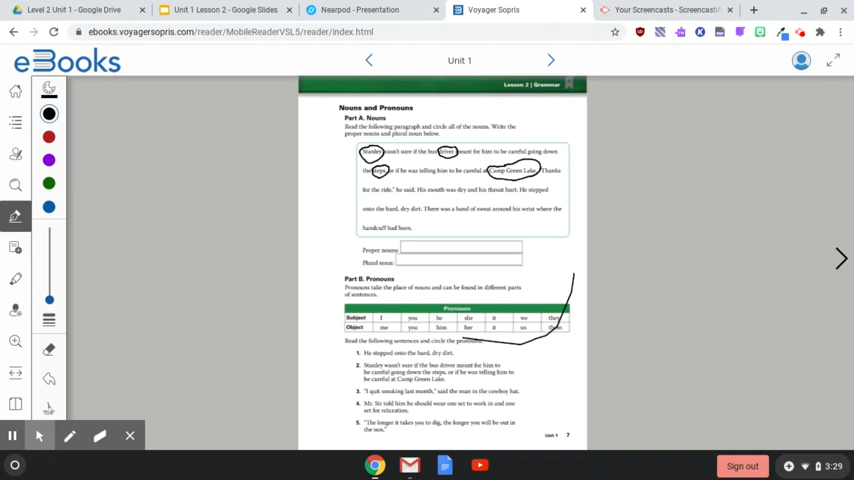 Level 2 Unit 1 - Google Drive
Unit 1 Lesson 2 - Google Slides
Nearpod - Presentation
Voyager Sopris
Your Screencasts - Screencastif
ebooks.voyagersopris.com/reader/MobileReaderVSL5/reader/index.html
eBooks
Unit 1
Lesson 2 | Grammar
Nouns and Pronouns
Part A. Nouns
Read the following paragraph and circle all of the nouns. Write the
proper nouns and plural noun below.
Stanley wasn't sure if the bus driver meant for him to be careful going down
the steps, or if he was telling him to be careful at Camp Green Lake. "Thanks
for the ride," he said. His mouth was dry and his throat hurt. He stepped
onto the hard, dry dirt. There was a band of sweat around his wrist where the
handcuff had been.
Proper nouns:
Plural noun:
Part B. Pronouns
Pronouns take the place of nouns and can be found in different parts
of sentences.
Pronouns
Subject I you he she it we they
Object me you him her it us them
Read the following sentences and circle the pronouns.
1. He stepped onto the hard, dry dirt.
2. Stanley wasn't sure if the bus driver meant for him to
be careful going down the steps, or if he was telling him to
be careful at Camp Green Lake.
3. "I quit smoking last month," said the man in the cowboy hat.
4. Mr. Sir told him he should wear one set to work in and one
set for relaxation.
5. "The longer it takes you to dig, the longer you will be out in
the sun."
Unit 1 7
Sign out
3:29